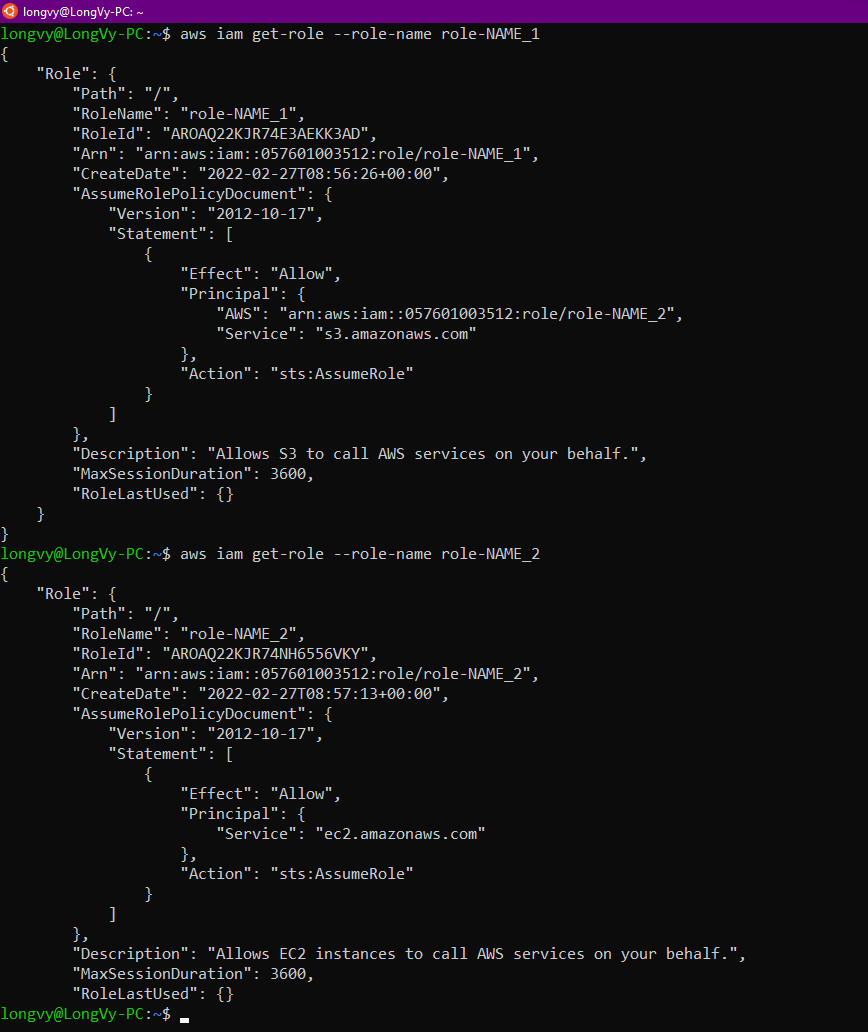 longvy@LongVy-PC: ~
longvy@LongVy-PC:~$ aws iam get-role --role-name role-NAME_1
{
    "Role": {
        "Path": "/",
        "RoleName": "role-NAME_1",
        "RoleId": "AROAQ22KJR74E3AEKK3AD",
        "Arn": "arn:aws:iam::057601003512:role/role-NAME_1",
        "CreateDate": "2022-02-27T08:56:26+00:00",
        "AssumeRolePolicyDocument": {
            "Version": "2012-10-17",
            "Statement": [
                {
                    "Effect": "Allow",
                    "Principal": {
                        "AWS": "arn:aws:iam::057601003512:role/role-NAME_2",
                        "Service": "s3.amazonaws.com"
                    },
                    "Action": "sts:AssumeRole"
                }
            ]
        },
        "Description": "Allows S3 to call AWS services on your behalf.",
        "MaxSessionDuration": 3600,
        "RoleLastUsed": {}
    }
}
longvy@LongVy-PC:~$ aws iam get-role --role-name role-NAME_2
{
    "Role": {
        "Path": "/",
        "RoleName": "role-NAME_2",
        "RoleId": "AROAQ22KJR74NH6556VKY",
        "Arn": "arn:aws:iam::057601003512:role/role-NAME_2",
        "CreateDate": "2022-02-27T08:57:13+00:00",
        "AssumeRolePolicyDocument": {
            "Version": "2012-10-17",
            "Statement": [
                {
                    "Effect": "Allow",
                    "Principal": {
                        "Service": "ec2.amazonaws.com"
                    },
                    "Action": "sts:AssumeRole"
                }
            ]
        },
        "Description": "Allows EC2 instances to call AWS services on your behalf.",
        "MaxSessionDuration": 3600,
        "RoleLastUsed": {}
longvy@LongVy-PC:~$